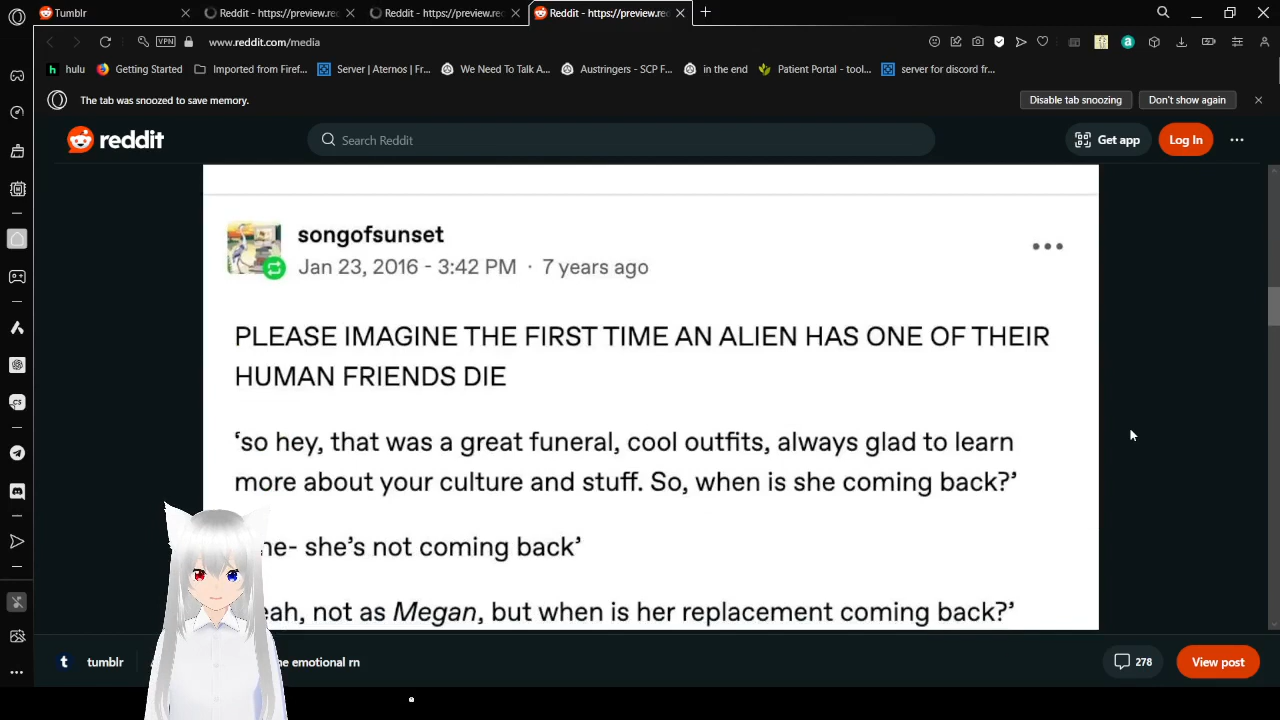 Tumblr
Reddit - https://preview.rec
Reddit - https://preview.rec
Reddit - https://preview.rec
VPN
www.reddit.com/media
hulu
Getting Started
Imported from Firef...
Server | Aternos | Fr...
We Need To Talk A...
Austringers - SCP F...
in the end
Patient Portal - tool...
server for discord fr...
The tab was snoozed to save memory.
Disable tab snoozing
Don't show again
reddit
Search Reddit
Get app
Log In
songofsunset
Jan 23, 2016 - 3:42 PM · 7 years ago
PLEASE IMAGINE THE FIRST TIME AN ALIEN HAS ONE OF THEIR
HUMAN FRIENDS DIE
‘so hey, that was a great funeral, cool outfits, always glad to learn
more about your culture and stuff. So, when is she coming back?’
he- she’s not coming back’
eah, not as Megan, but when is her replacement coming back?’
tumblr
emotional rn
278
View post